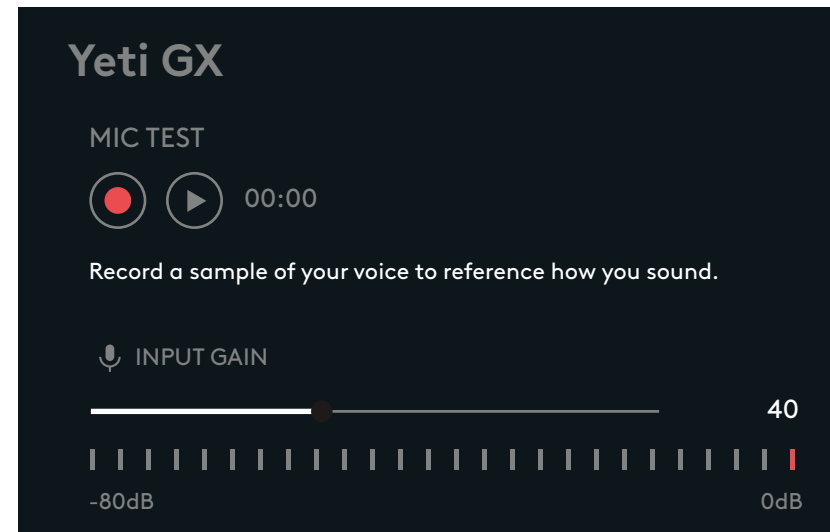 Yeti GX
MIC TEST
00:00
Record a sample of your voice to reference how you sound.
INPUT GAIN
40
-80dB 0dB